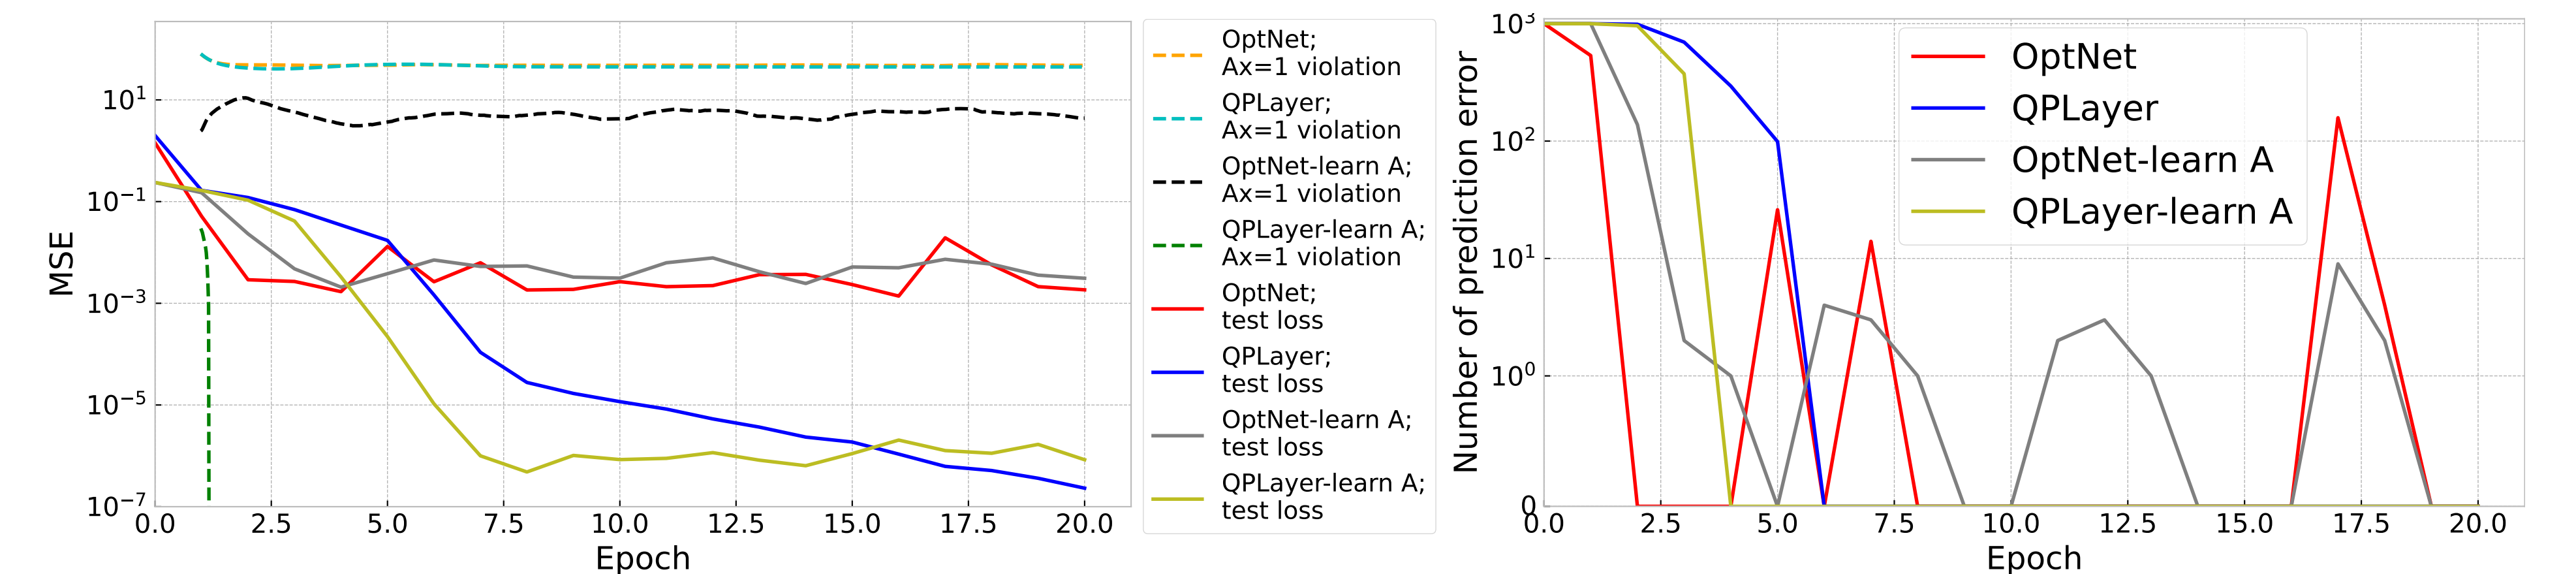 MSE
10^1
10^−1
10^−3
10^−5
10^−7
0.0 2.5 5.0 7.5 10.0 12.5 15.0 17.5 20.0
Epoch
OptNet;
Ax=1 violation
QPLayer;
Ax=1 violation
OptNet-learn A;
Ax=1 violation
QPLayer-learn A;
Ax=1 violation
OptNet;
test loss
QPLayer;
test loss
OptNet-learn A;
test loss
QPLayer-learn A;
test loss
Number of prediction error
10^3
10^2
10^1
10^0
0
0.0 2.5 5.0 7.5 10.0 12.5 15.0 17.5 20.0
Epoch
OptNet
QPLayer
OptNet-learn A
QPLayer-learn A